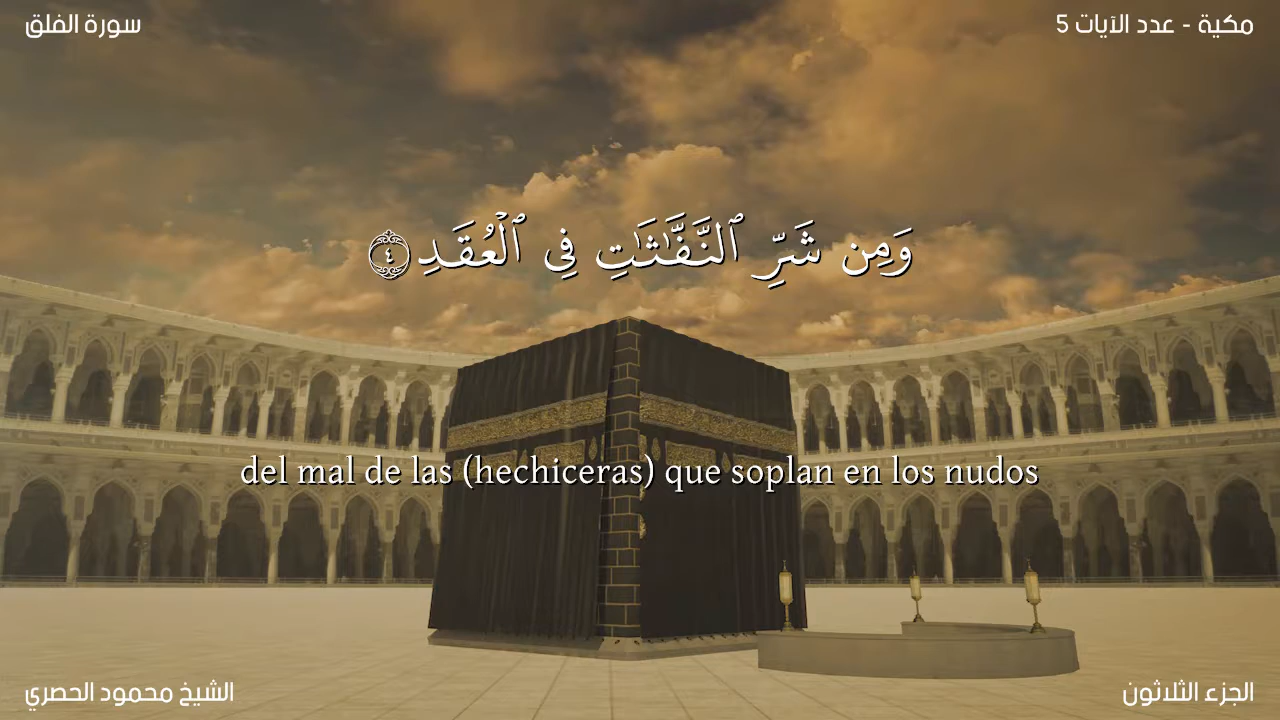 سورة الفلق
مكية - عدد الآيات 5
وَمِن شَرِّ ٱلنَّفَّـٰثَـٰتِ فِى ٱلْعُقَدِ ٤
del mal de las (hechiceras) que soplan en los nudos
الشيخ محمود الحصري
الجزء الثلاثون